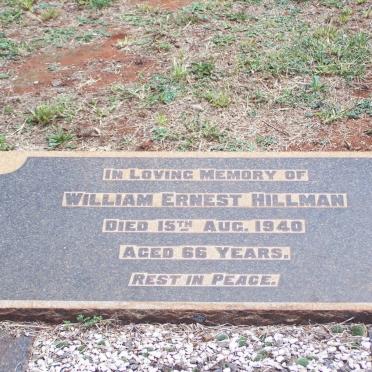 IN LOVING MEMORY OF
WILLIAM ERNEST HILLMAN
DIED 15TH AUG. 1940
AGED 66 YEARS.
REST IN PEACE.